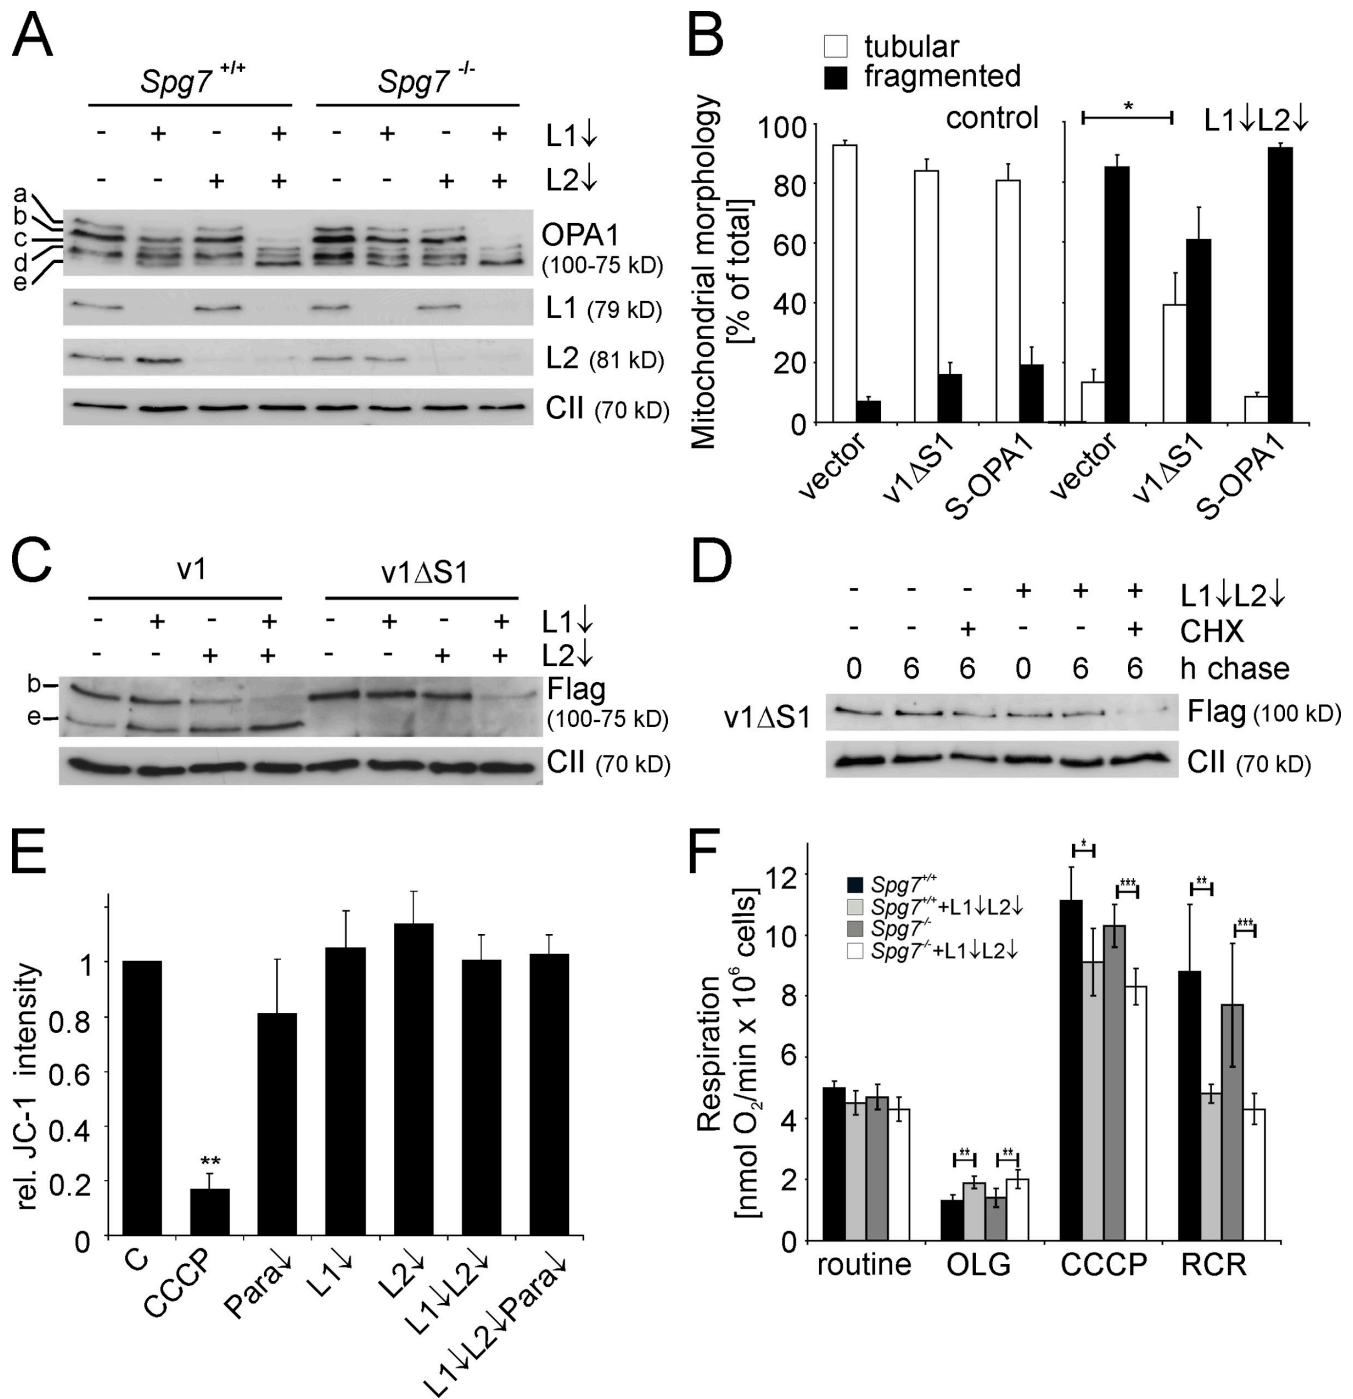 A
Spg7 +/+ Spg7 -/-
- + - + - + - + L1↓
- - + + - - + + L2↓
a
b
c
d
e
OPA1
(100-75 kD)
L1 (79 kD)
L2 (81 kD)
CII (70 kD)
B
tubular
fragmented
control L1↓L2↓
*
Mitochondrial morphology
[% of total]
100
80
60
40
20
0
vector v1ΔS1 S-OPA1 vector v1ΔS1 S-OPA1
C
v1 v1ΔS1
- + - + - + - + L1↓
- - + + - - + + L2↓
b
e
Flag
(100-75 kD)
CII (70 kD)
D
- - - + + + L1↓L2↓
- - + - - + CHX
0 6 6 0 6 6 h chase
v1ΔS1
Flag (100 kD)
CII (70 kD)
E
rel. JC-1 intensity
1
0.8
0.6
0.4
0.2
0
**
C CCCP Para↓ L1↓ L2↓ L1↓L2↓ L1↓L2↓Para↓
F
Respiration
[nmol O2/min x 10⁶ cells]
12
10
8
6
4
2
0
Spg7+/+
Spg7+/++L1↓L2↓
Spg7-/-
Spg7-/-+L1↓L2↓
** ** * *** ** ***
routine OLG CCCP RCR